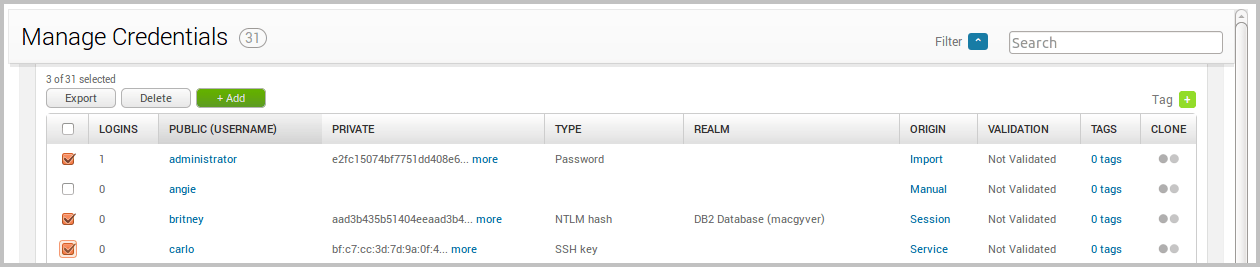 Manage Credentials 31
Filter Search
3 of 31 selected
Export Delete + Add
Tag +
LOGINS PUBLIC (USERNAME) PRIVATE TYPE REALM ORIGIN VALIDATION TAGS CLONE
1 administrator e2fc15074bf7751dd408e6... more Password Import Not Validated 0 tags
0 angie Manual Not Validated 0 tags
0 britney aad3b435b51404eeaad3b4... more NTLM hash DB2 Database (macgyver) Session Not Validated 0 tags
0 carlo bf:c7:cc:3d:7d:9a:0f:4... more SSH key Service Not Validated 0 tags